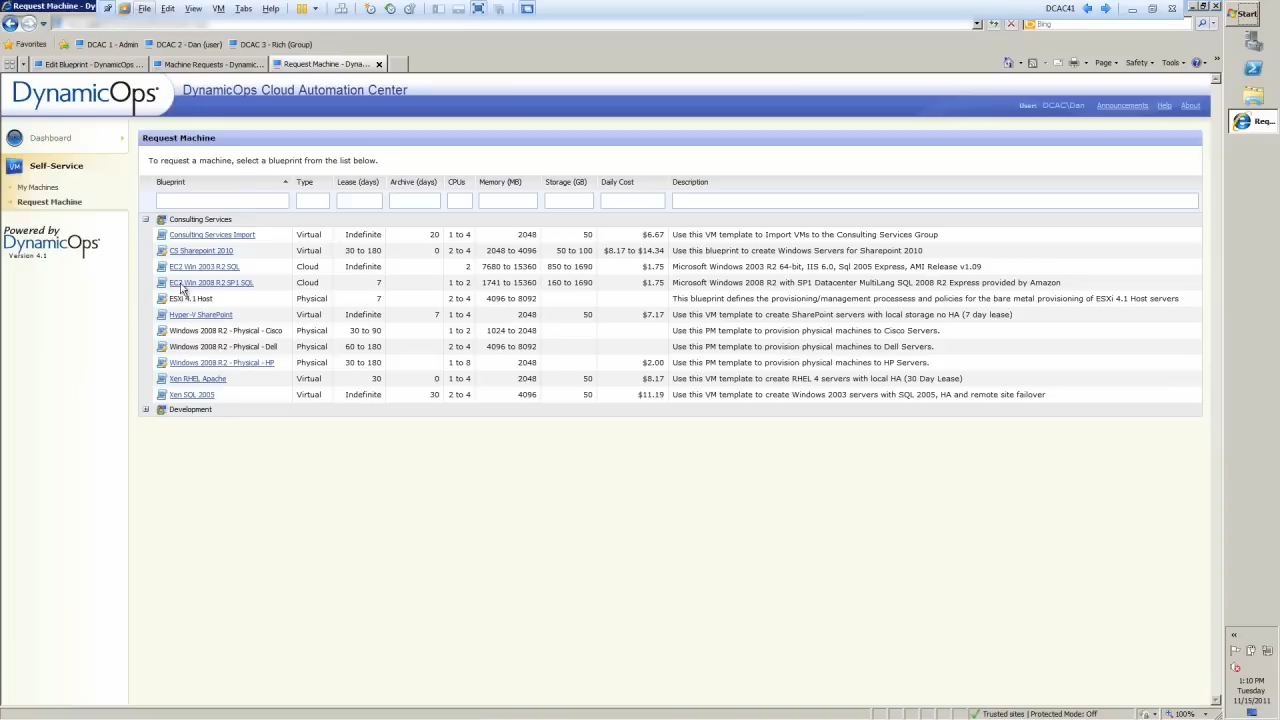 Request Machine - Dy
File Edit View VM Tabs Help
DCAC41
Bing
Favorites DCAC 1 - Admin DCAC 2 - Dan (user) DCAC 3 - Rich (Group)
Edit Blueprint - DynamicOps ... Machine Requests - Dynamic... Request Machine - Dyna...
Page Safety Tools
DynamicOps DynamicOps Cloud Automation Center
User: DCAC\Dan Announcements Help About
Dashboard
Self-Service
My Machines
Request Machine
Powered by
DynamicOps
Version 4.1
Request Machine
To request a machine, select a blueprint from the list below.
Blueprint Type Lease (days) Archive (days) CPUs Memory (MB) Storage (GB) Daily Cost Description
Consulting Services
Consulting Services Import Virtual Indefinite 20 1 to 4 2048 50 $6.67 Use this VM template to Import VMs to the Consulting Services Group
CS Sharepoint 2010 Virtual 30 to 180 0 2 to 4 2048 to 4096 50 to 100 $8.17 to $14.34 Use this blueprint to create Windows Servers for Sharepoint 2010
EC2 Win 2003 R2 SQL Cloud Indefinite 2 7680 to 15360 850 to 1690 $1.75 Microsoft Windows 2003 R2 64-bit, IIS 6.0, Sql 2005 Express, AMI Release v1.09
EC2 Win 2008 R2 SP1 SQL Cloud 7 1 to 2 1741 to 15360 160 to 1690 $1.75 Microsoft Windows 2008 R2 with SP1 Datacenter MultiLang SQL 2008 R2 Express provided by Amazon
ESXi 4.1 Host Physical 7 2 to 4 4096 to 8092 This blueprint defines the provisioning/management processess and policies for the bare metal provisioning of ESXi 4.1 Host servers
Hyper-V SharePoint Virtual Indefinite 7 1 to 4 2048 50 $7.17 Use this VM template to create SharePoint servers with local storage no HA (7 day lease)
Windows 2008 R2 - Physical - Cisco Physical 30 to 90 1 to 2 1024 to 2048 Use this PM template to provision physical machines to Cisco Servers.
Windows 2008 R2 - Physical - Dell Physical 60 to 180 2 to 4 4096 to 8092 Use this PM template to provision physical machines to Dell Servers.
Windows 2008 R2 - Physical - HP Physical 30 to 180 1 to 8 2048 $2.00 Use this PM template to provision physical machines to HP Servers.
Xen RHEL Apache Virtual 30 0 1 to 4 2048 50 $8.17 Use this VM template to create RHEL 4 servers with local HA (30 Day Lease)
Xen SQL 2005 Virtual Indefinite 30 2 to 4 4096 50 $11.19 Use this VM template to create Windows 2003 servers with SQL 2005, HA and remote site failover
Development
Trusted sites | Protected Mode: Off 100%
Start
Req...
1:10 PM
Tuesday
11/15/2011